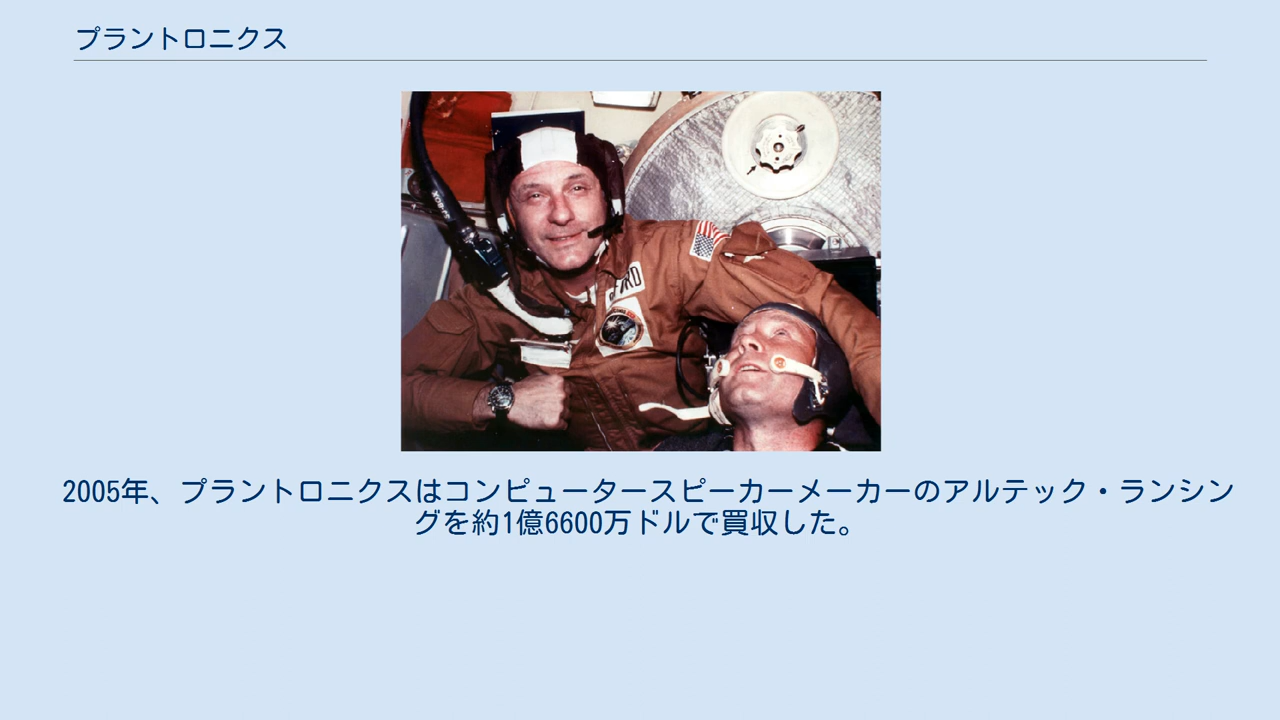 プラントロニクス
2005年、プラントロニクスはコンピュータースピーカーメーカーのアルテック・ランシン
グを約1億6600万ドルで買収した。